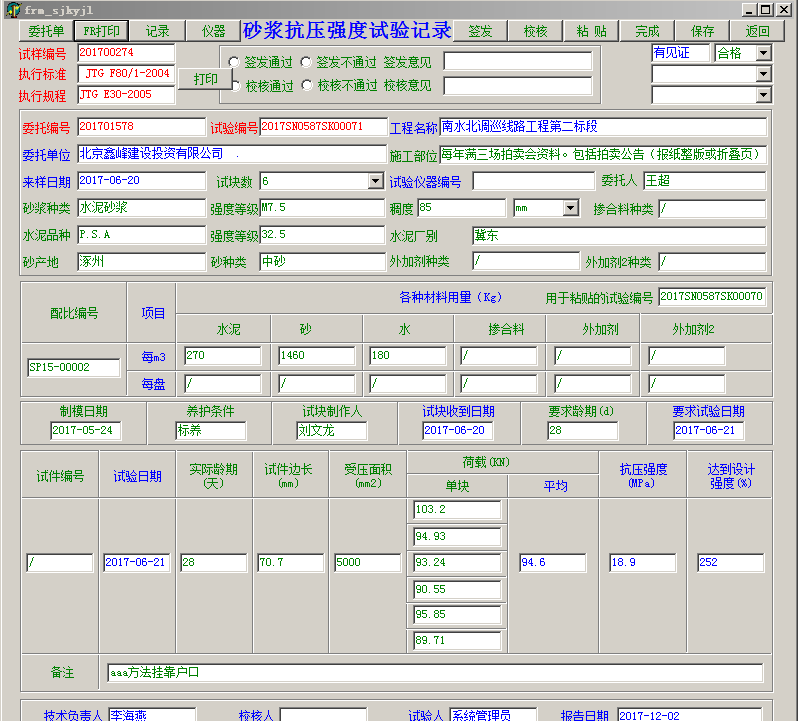 frm_sjkyjl
委托单 FR打印 记录 仪器 砂浆抗压强度试验记录 签发 校核 粘 贴 完成 保存 返回
试样编号 201700274 签发通过 签发不通过 签发意见 有见证 合格
执行标准 JTG F80/1-2004 打印
执行规程 JTG E30-2005 校核通过 校核不通过 校核意见
委托编号 201701578 试验编号 2017SN0587SK00071 工程名称 南水北调巡线路工程第二标段
委托单位 北京鑫峰建设投资有限公司 . 施工部位 每年满三场拍卖会资料。包括拍卖公告（报纸整版或折叠页）
来样日期 2017-06-20 试块数 6 试验仪器编号 委托人 王超
砂浆种类 水泥砂浆 强度等级 M7.5 稠度 85 mm 掺合料种类 /
水泥品种 P.S.A 强度等级 32.5 水泥厂别 冀东
砂产地 涿州 砂种类 中砂 外加剂种类 / 外加剂2种类 /
配比编号 项目 各种材料用量（Kg） 用于粘贴的试验编号 2017SN0587SK00070
水泥 砂 水 掺合料 外加剂 外加剂2
SP15-00002 每m3 270 1460 180 / / /
每盘 / / / / / /
制模日期 养护条件 试块制作人 试块收到日期 要求龄期(d) 要求试验日期
2017-05-24 标养 刘文龙 2017-06-20 28 2017-06-21
试件编号 试验日期 实际龄期(天) 试件边长(mm) 受压面积(mm2) 荷载(KN) 抗压强度(MPa) 达到设计强度(%)
单块 平均
103.2
94.93
/ 2017-06-21 28 70.7 5000 93.24 94.6 18.9 252
90.55
95.85
89.71
备注 aaa方法挂靠户口
技术负责人 李海燕 校核人 试验人 系统管理员 报告日期 2017-12-02